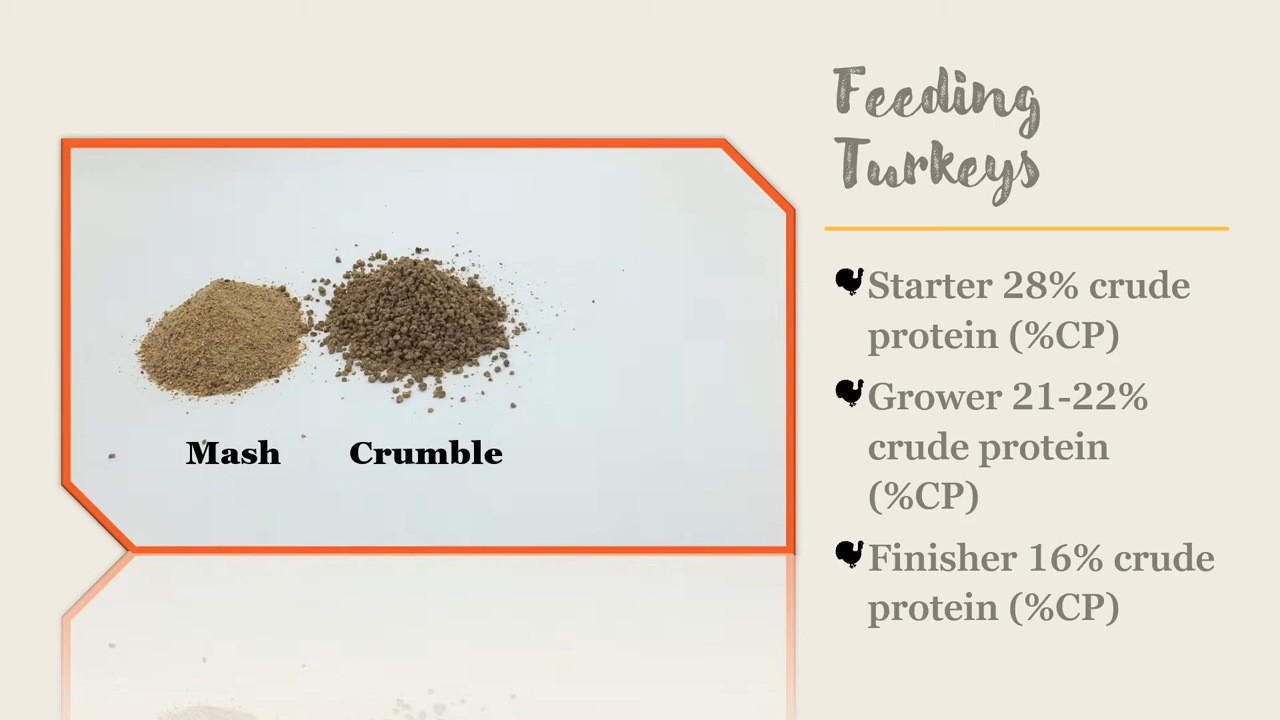 Feeding
Turkeys
Starter 28% crude
protein (%CP)
Grower 21-22%
crude protein
(%CP)
Finisher 16% crude
protein (%CP)
Mash
Crumble